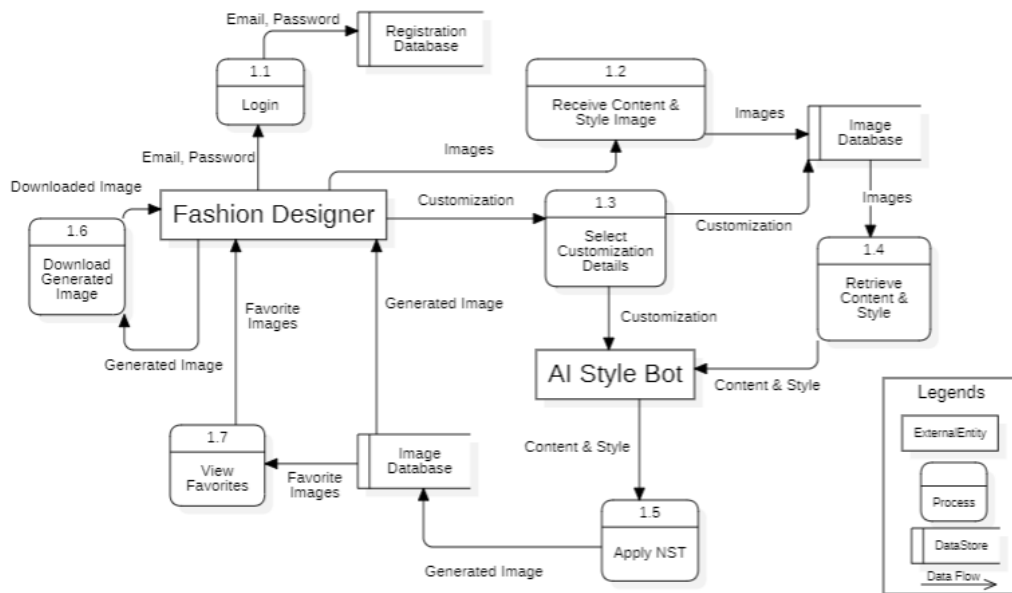 Email, Password
Registration
Database
1.1
Login
1.2
Receive Content &
Style Image
Images
Image
Database
Email, Password
Images
Downloaded Image
Fashion Designer
Customization
1.3
Select
Customization
Details
Customization
Images
1.6
Download
Generated
Image
1.4
Retrieve
Content &
Style
Favorite
Images
Generated Image
Customization
Generated Image
AI Style Bot
Content & Style
Legends
ExternalEntity
1.7
View
Favorites
Favorite
Images
Image
Database
Content & Style
Process
1.5
Apply NST
Generated Image
DataStore
Data Flow